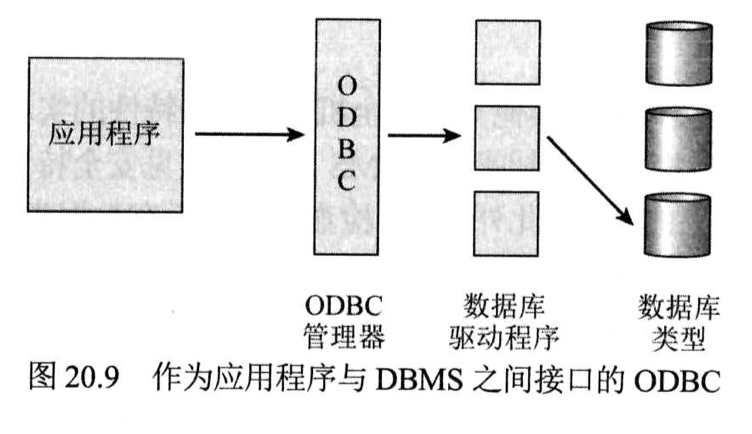 应用程序
O
D
B
C
ODBC
管理器
数据库
驱动程序
数据库
类型
图 20.9 作为应用程序与 DBMS 之间接口的 ODBC